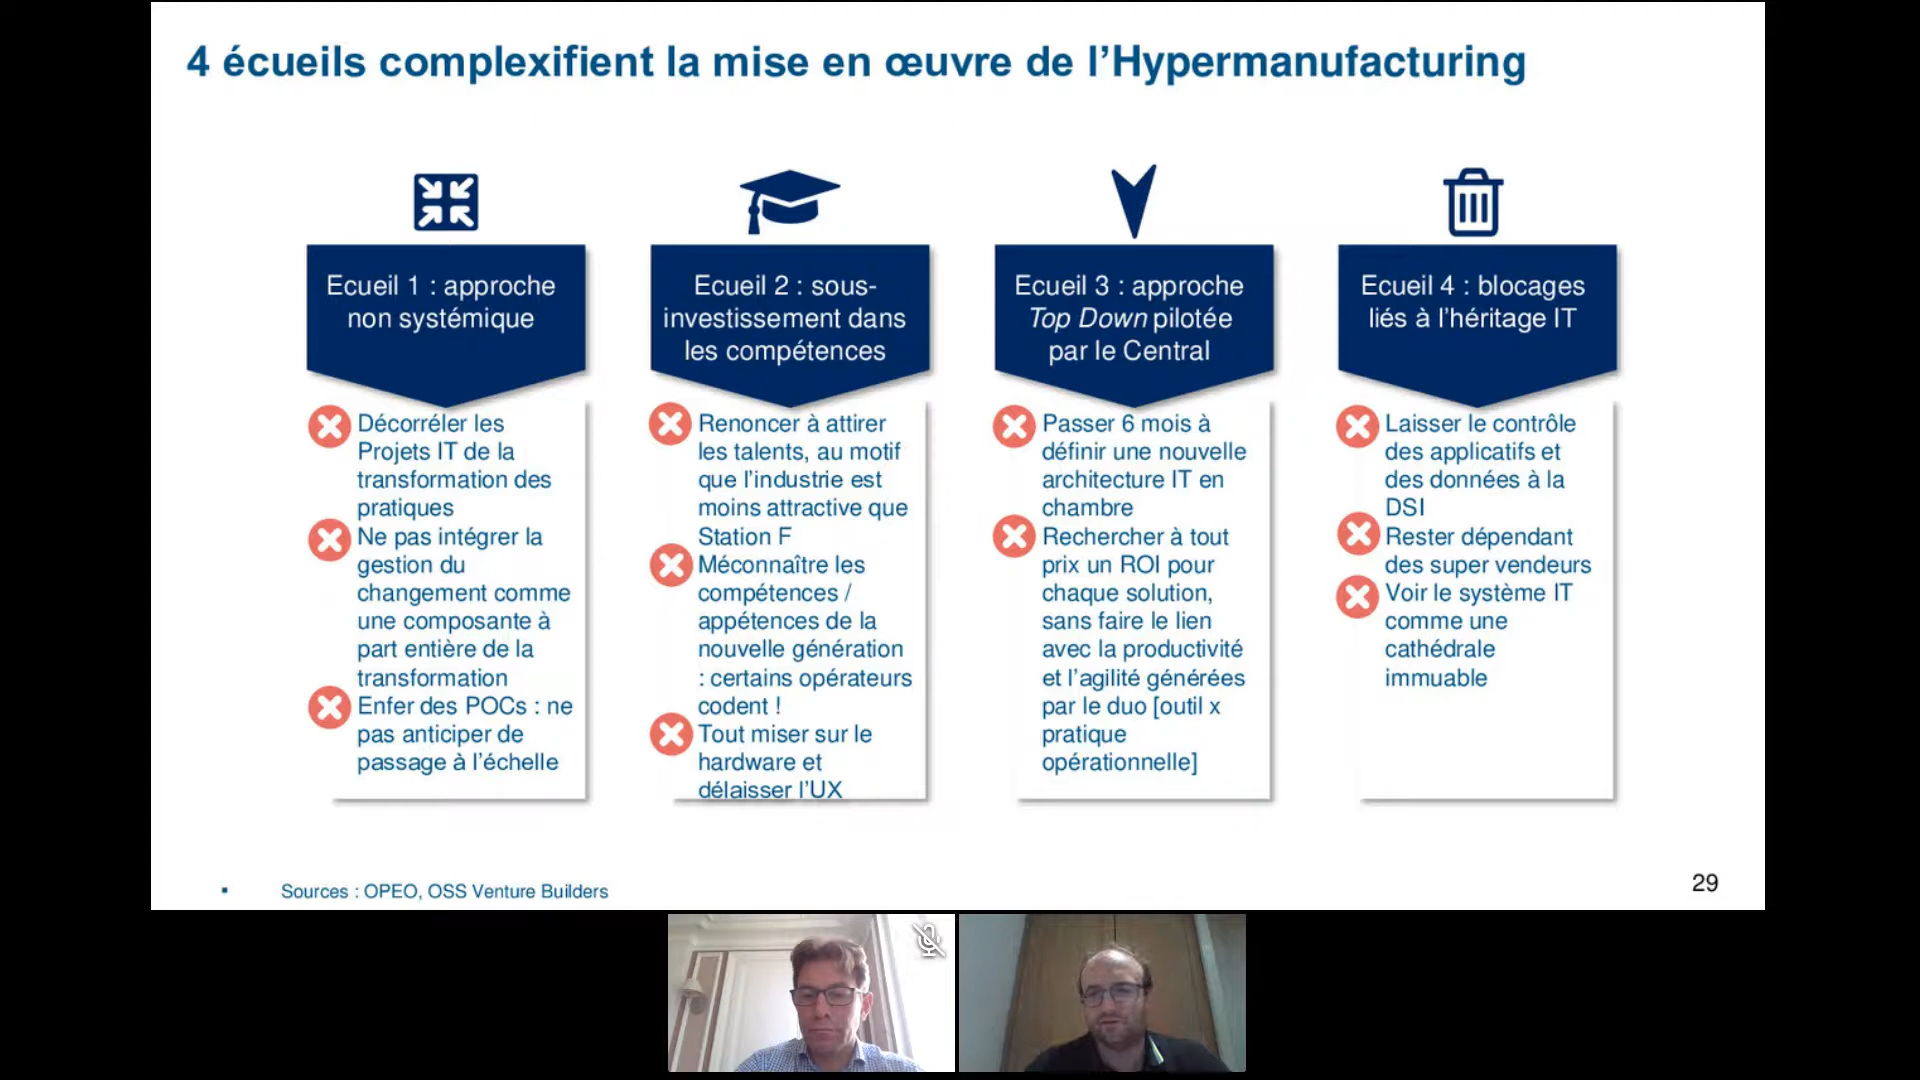 4 écueils complexifient la mise en œuvre de l’Hypermanufacturing
Ecueil 1 : approche
non systémique
Décorréler les
Projets IT de la
transformation des
pratiques
Ne pas intégrer la
gestion du
changement comme
une composante à
part entière de la
transformation
Enfer des POCs : ne
pas anticiper de
passage à l’échelle
Ecueil 2 : sous-
investissement dans
les compétences
Renoncer à attirer
les talents, au motif
que l’industrie est
moins attractive que
Station F
Méconnaître les
compétences /
appétences de la
nouvelle génération
: certains opérateurs
codent !
Tout miser sur le
hardware et
délaisser l’UX
Ecueil 3 : approche
Top Down pilotée
par le Central
Passer 6 mois à
définir une nouvelle
architecture IT en
chambre
Rechercher à tout
prix un ROI pour
chaque solution,
sans faire le lien
avec la productivité
et l’agilité générées
par le duo [outil x
pratique
opérationnelle]
Ecueil 4 : blocages
liés à l’héritage IT
Laisser le contrôle
des applicatifs et
des données à la
DSI
Rester dépendant
des super vendeurs
Voir le système IT
comme une
cathédrale
immuable
Sources : OPEO, OSS Venture Builders
29